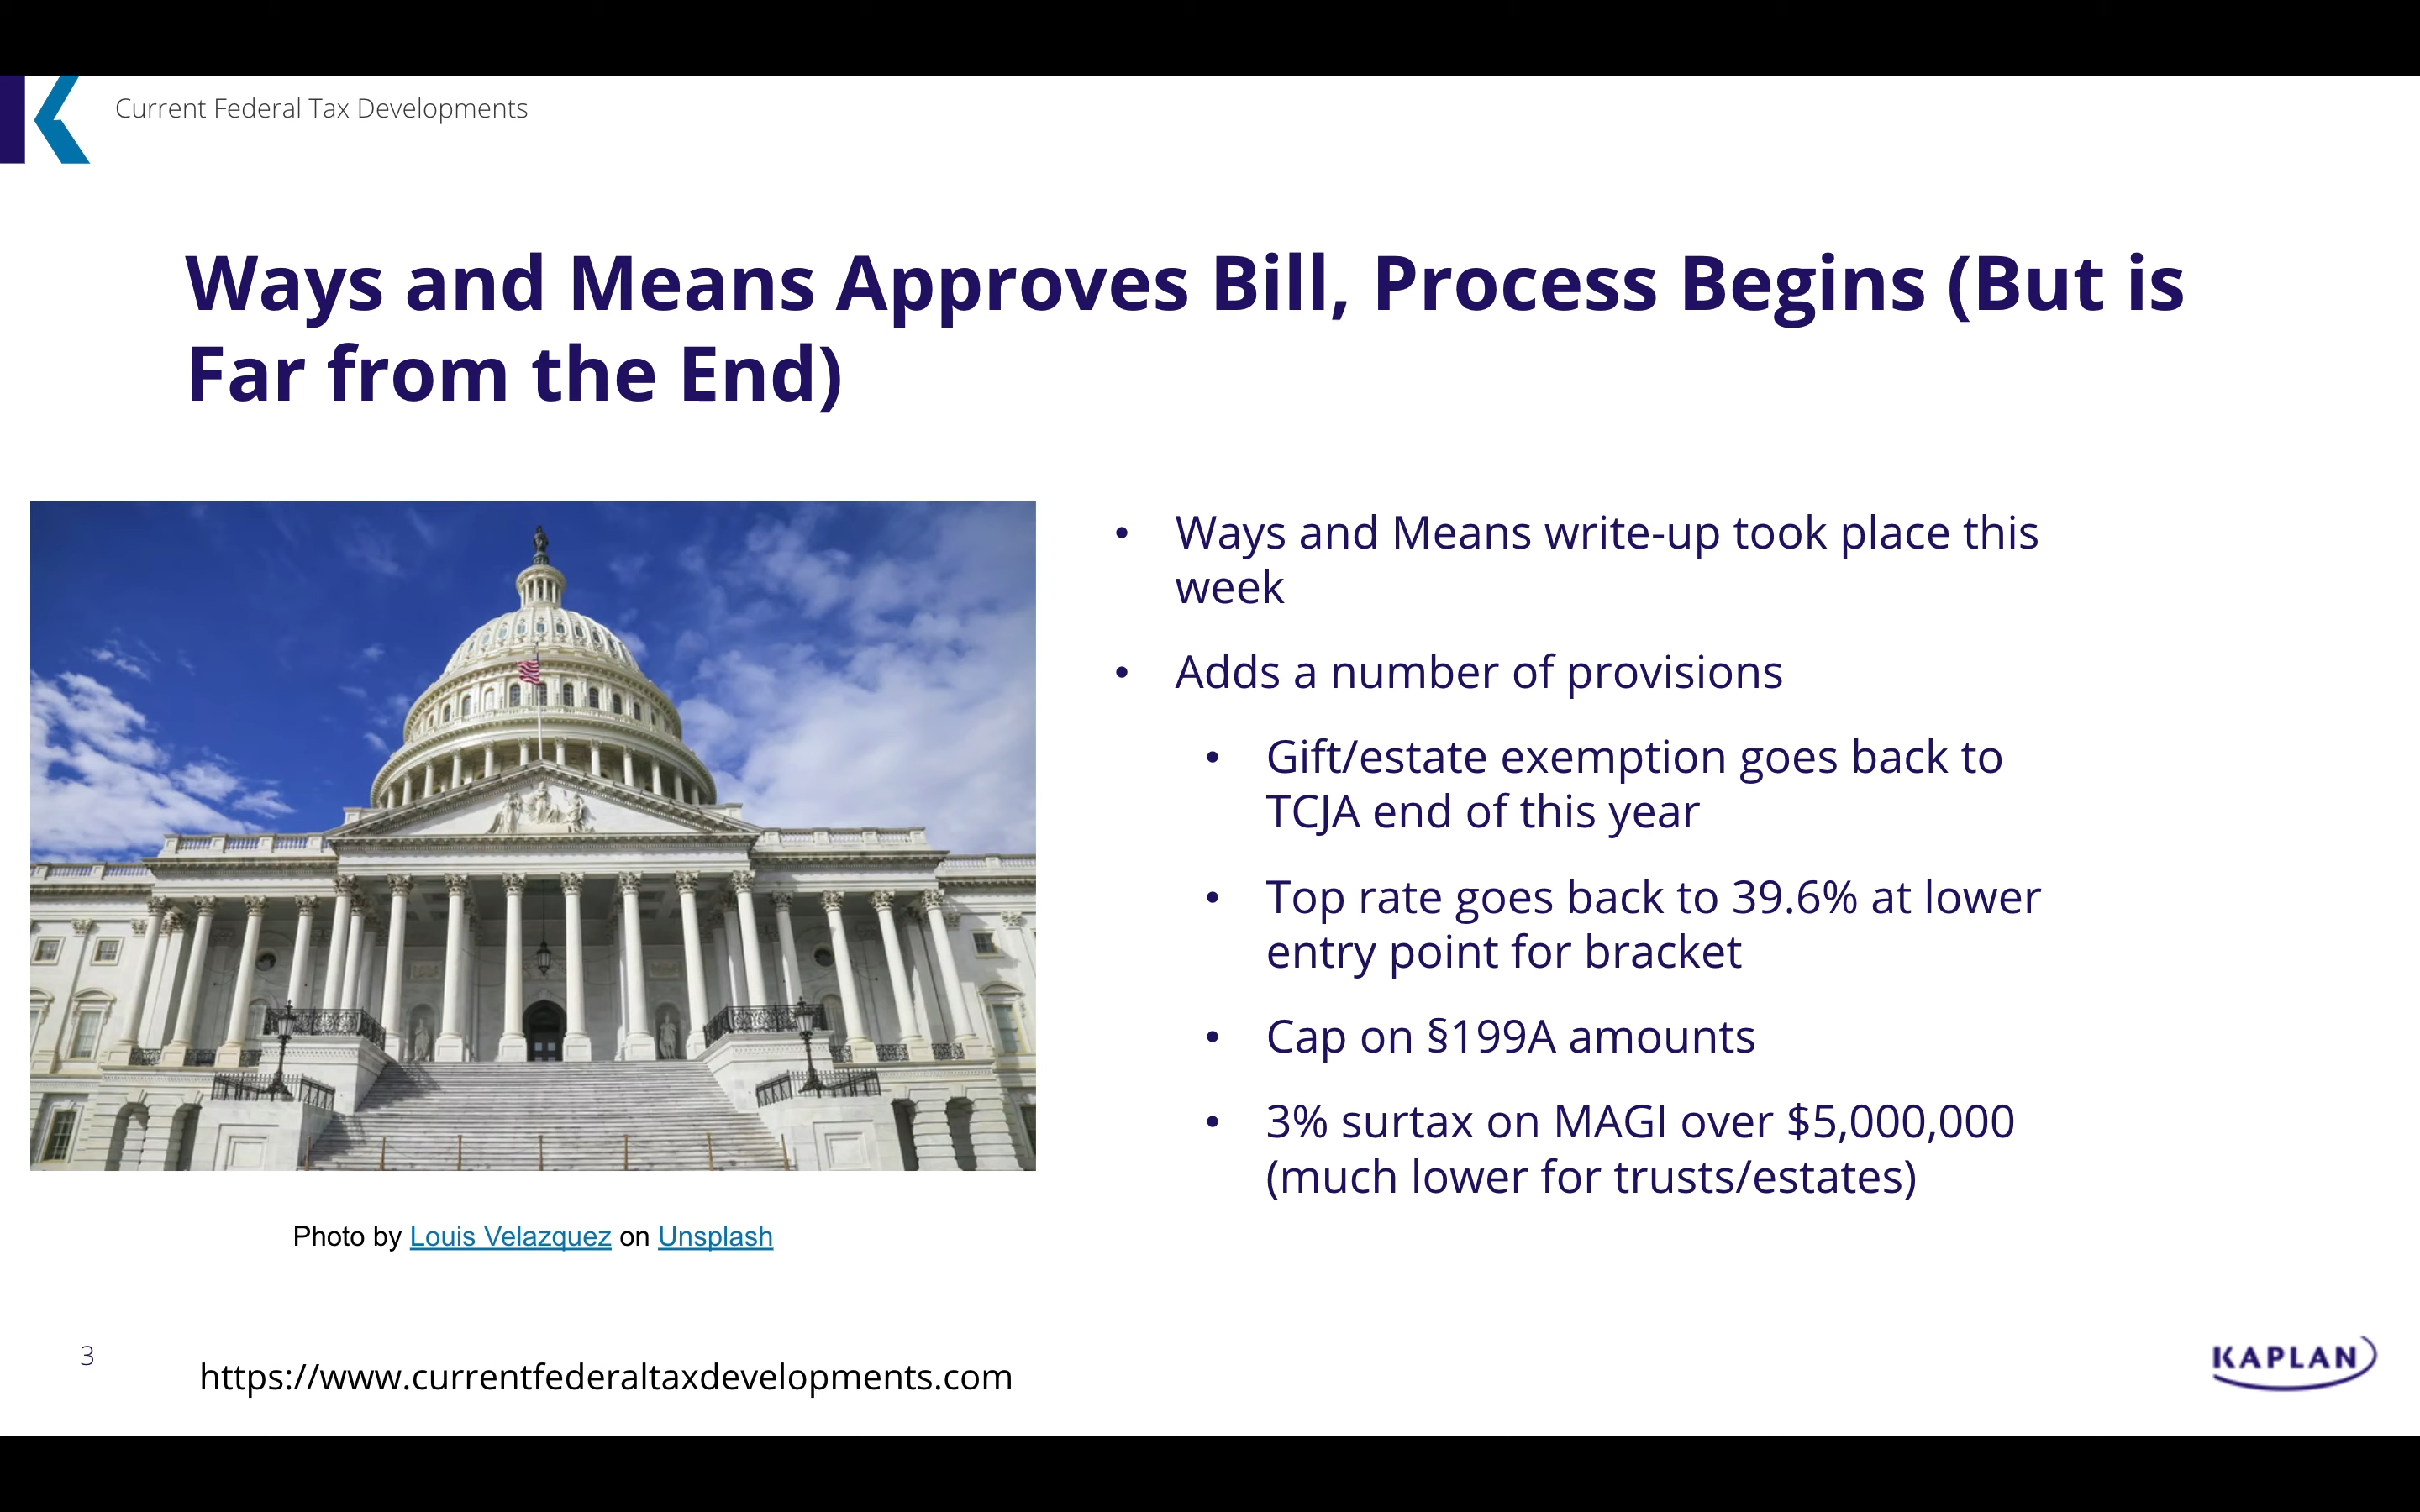 Current Federal Tax Developments
Ways and Means Approves Bill, Process Begins (But is
Far from the End)
• Ways and Means write-up took place this
week
• Adds a number of provisions
• Gift/estate exemption goes back to
TCJA end of this year
• Top rate goes back to 39.6% at lower
entry point for bracket
• Cap on §199A amounts
• 3% surtax on MAGI over $5,000,000
(much lower for trusts/estates)
Photo by Louis Velazquez on Unsplash
3
https://www.currentfederaltaxdevelopments.com
KAPLAN